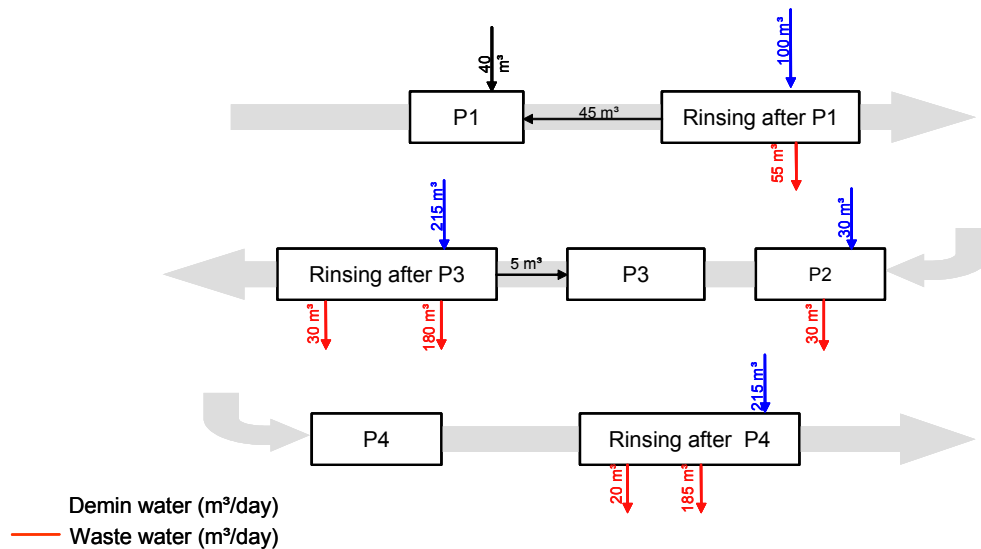 40
m³
100 m³
P1
45 m³
Rinsing after P1
55 m³
215 m³
30 m³
Rinsing after P3
5 m³
P3
P2
30 m³
180 m³
30 m³
215 m³
P4
Rinsing after P4
20 m³
185 m³
Demin water (m³/day)
Waste water (m³/day)